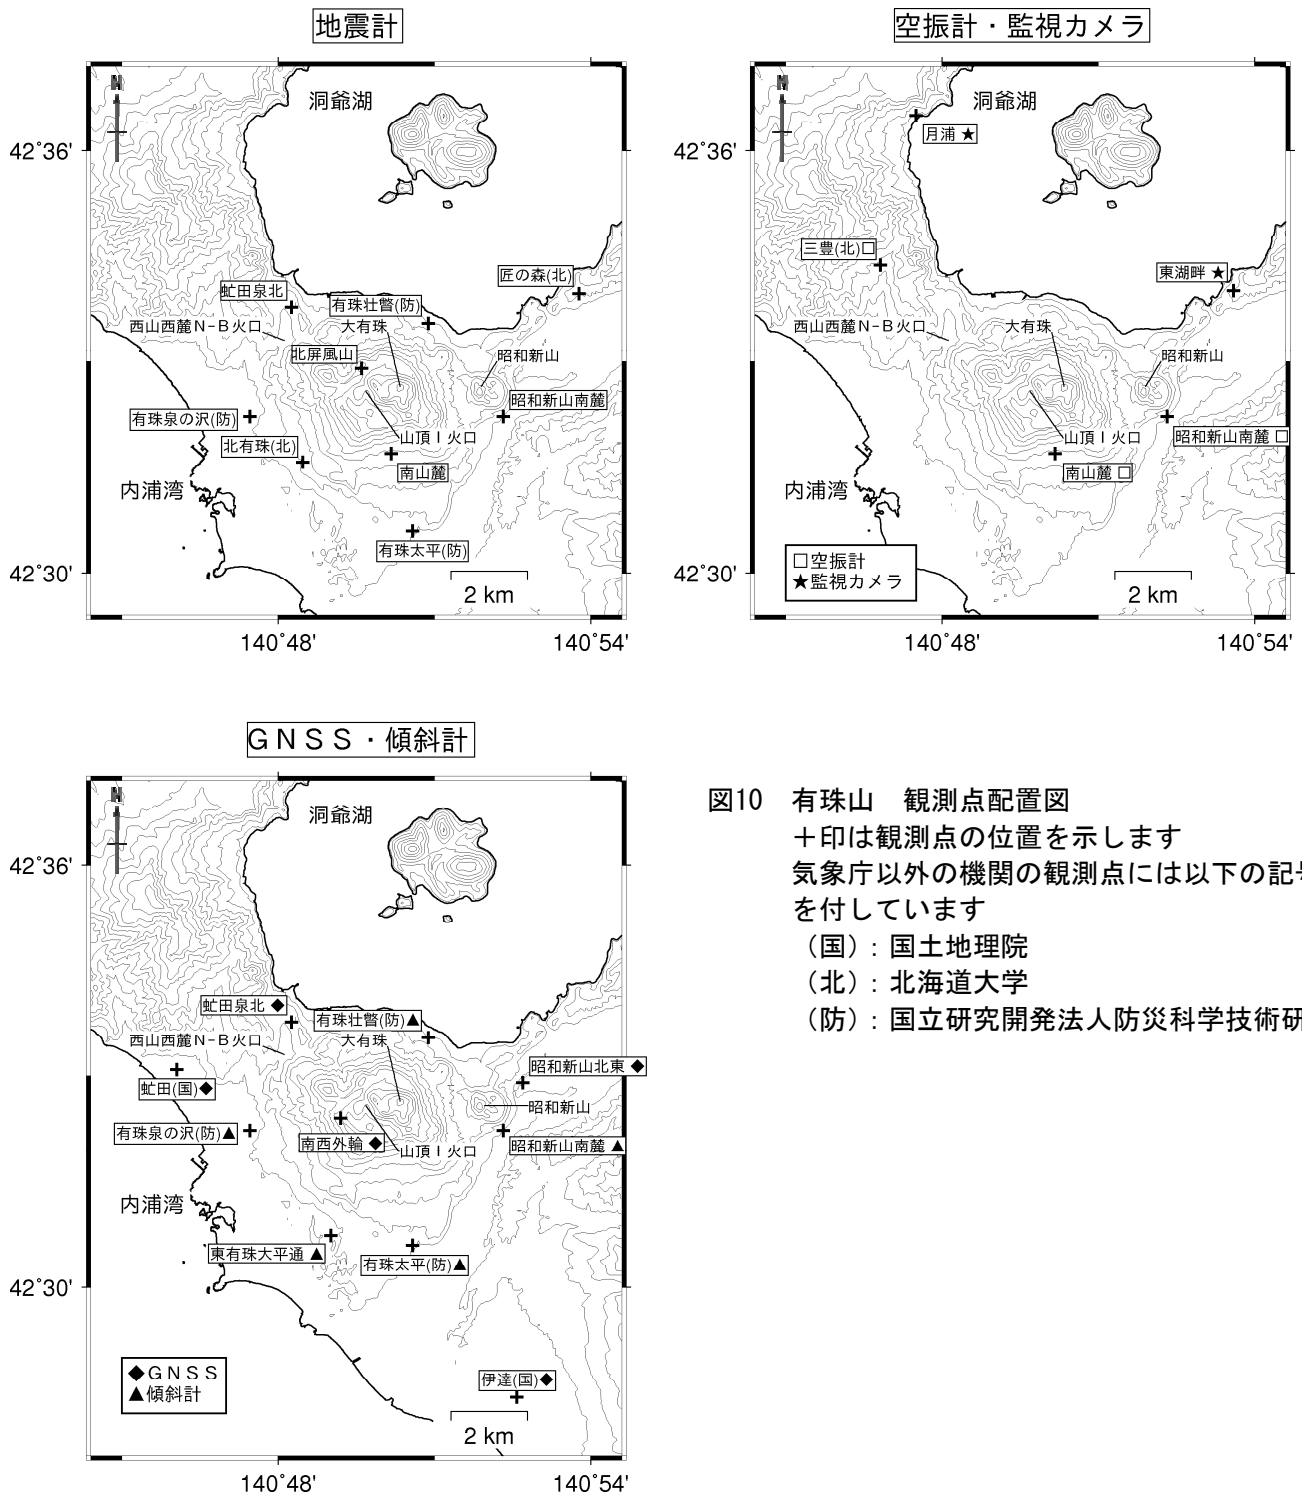 地震計
N
洞爺湖
42ﾟ36'
匠の森(北)
虻田泉北
有珠壮瞥(防)
西山西麓N-B火口
大有珠
北屏風山
昭和新山
昭和新山南麓
有珠泉の沢(防)
北有珠(北)
山頂Ⅰ火口
南山麓
内浦湾
有珠太平(防)
42ﾟ30'
2 km
140ﾟ48'
140ﾟ54'
空振計・監視カメラ
N
洞爺湖
月浦 ★
42ﾟ36'
三豊(北)□
東湖畔 ★
西山西麓N-B火口
大有珠
昭和新山
山頂Ⅰ火口
昭和新山南麓 □
南山麓 □
内浦湾
□空振計
★監視カメラ
42ﾟ30'
2 km
140ﾟ48'
140ﾟ54'
ＧＮＳＳ・傾斜計
N
洞爺湖
42ﾟ36'
虻田泉北 ◆
有珠壮瞥(防)▲
西山西麓N-B火口
大有珠
昭和新山北東 ◆
虻田(国)◆
昭和新山
有珠泉の沢(防)▲
南西外輪 ◆
山頂Ⅰ火口
昭和新山南麓 ▲
内浦湾
東有珠大平通 ▲
有珠太平(防)▲
42ﾟ30'
◆ＧＮＳＳ
▲傾斜計
伊達(国)◆
2 km
140ﾟ48'
140ﾟ54'
図10　有珠山　観測点配置図
＋印は観測点の位置を示します
気象庁以外の機関の観測点には以下の記号
を付しています
（国）：国土地理院
（北）：北海道大学
（防）：国立研究開発法人防災科学技術研